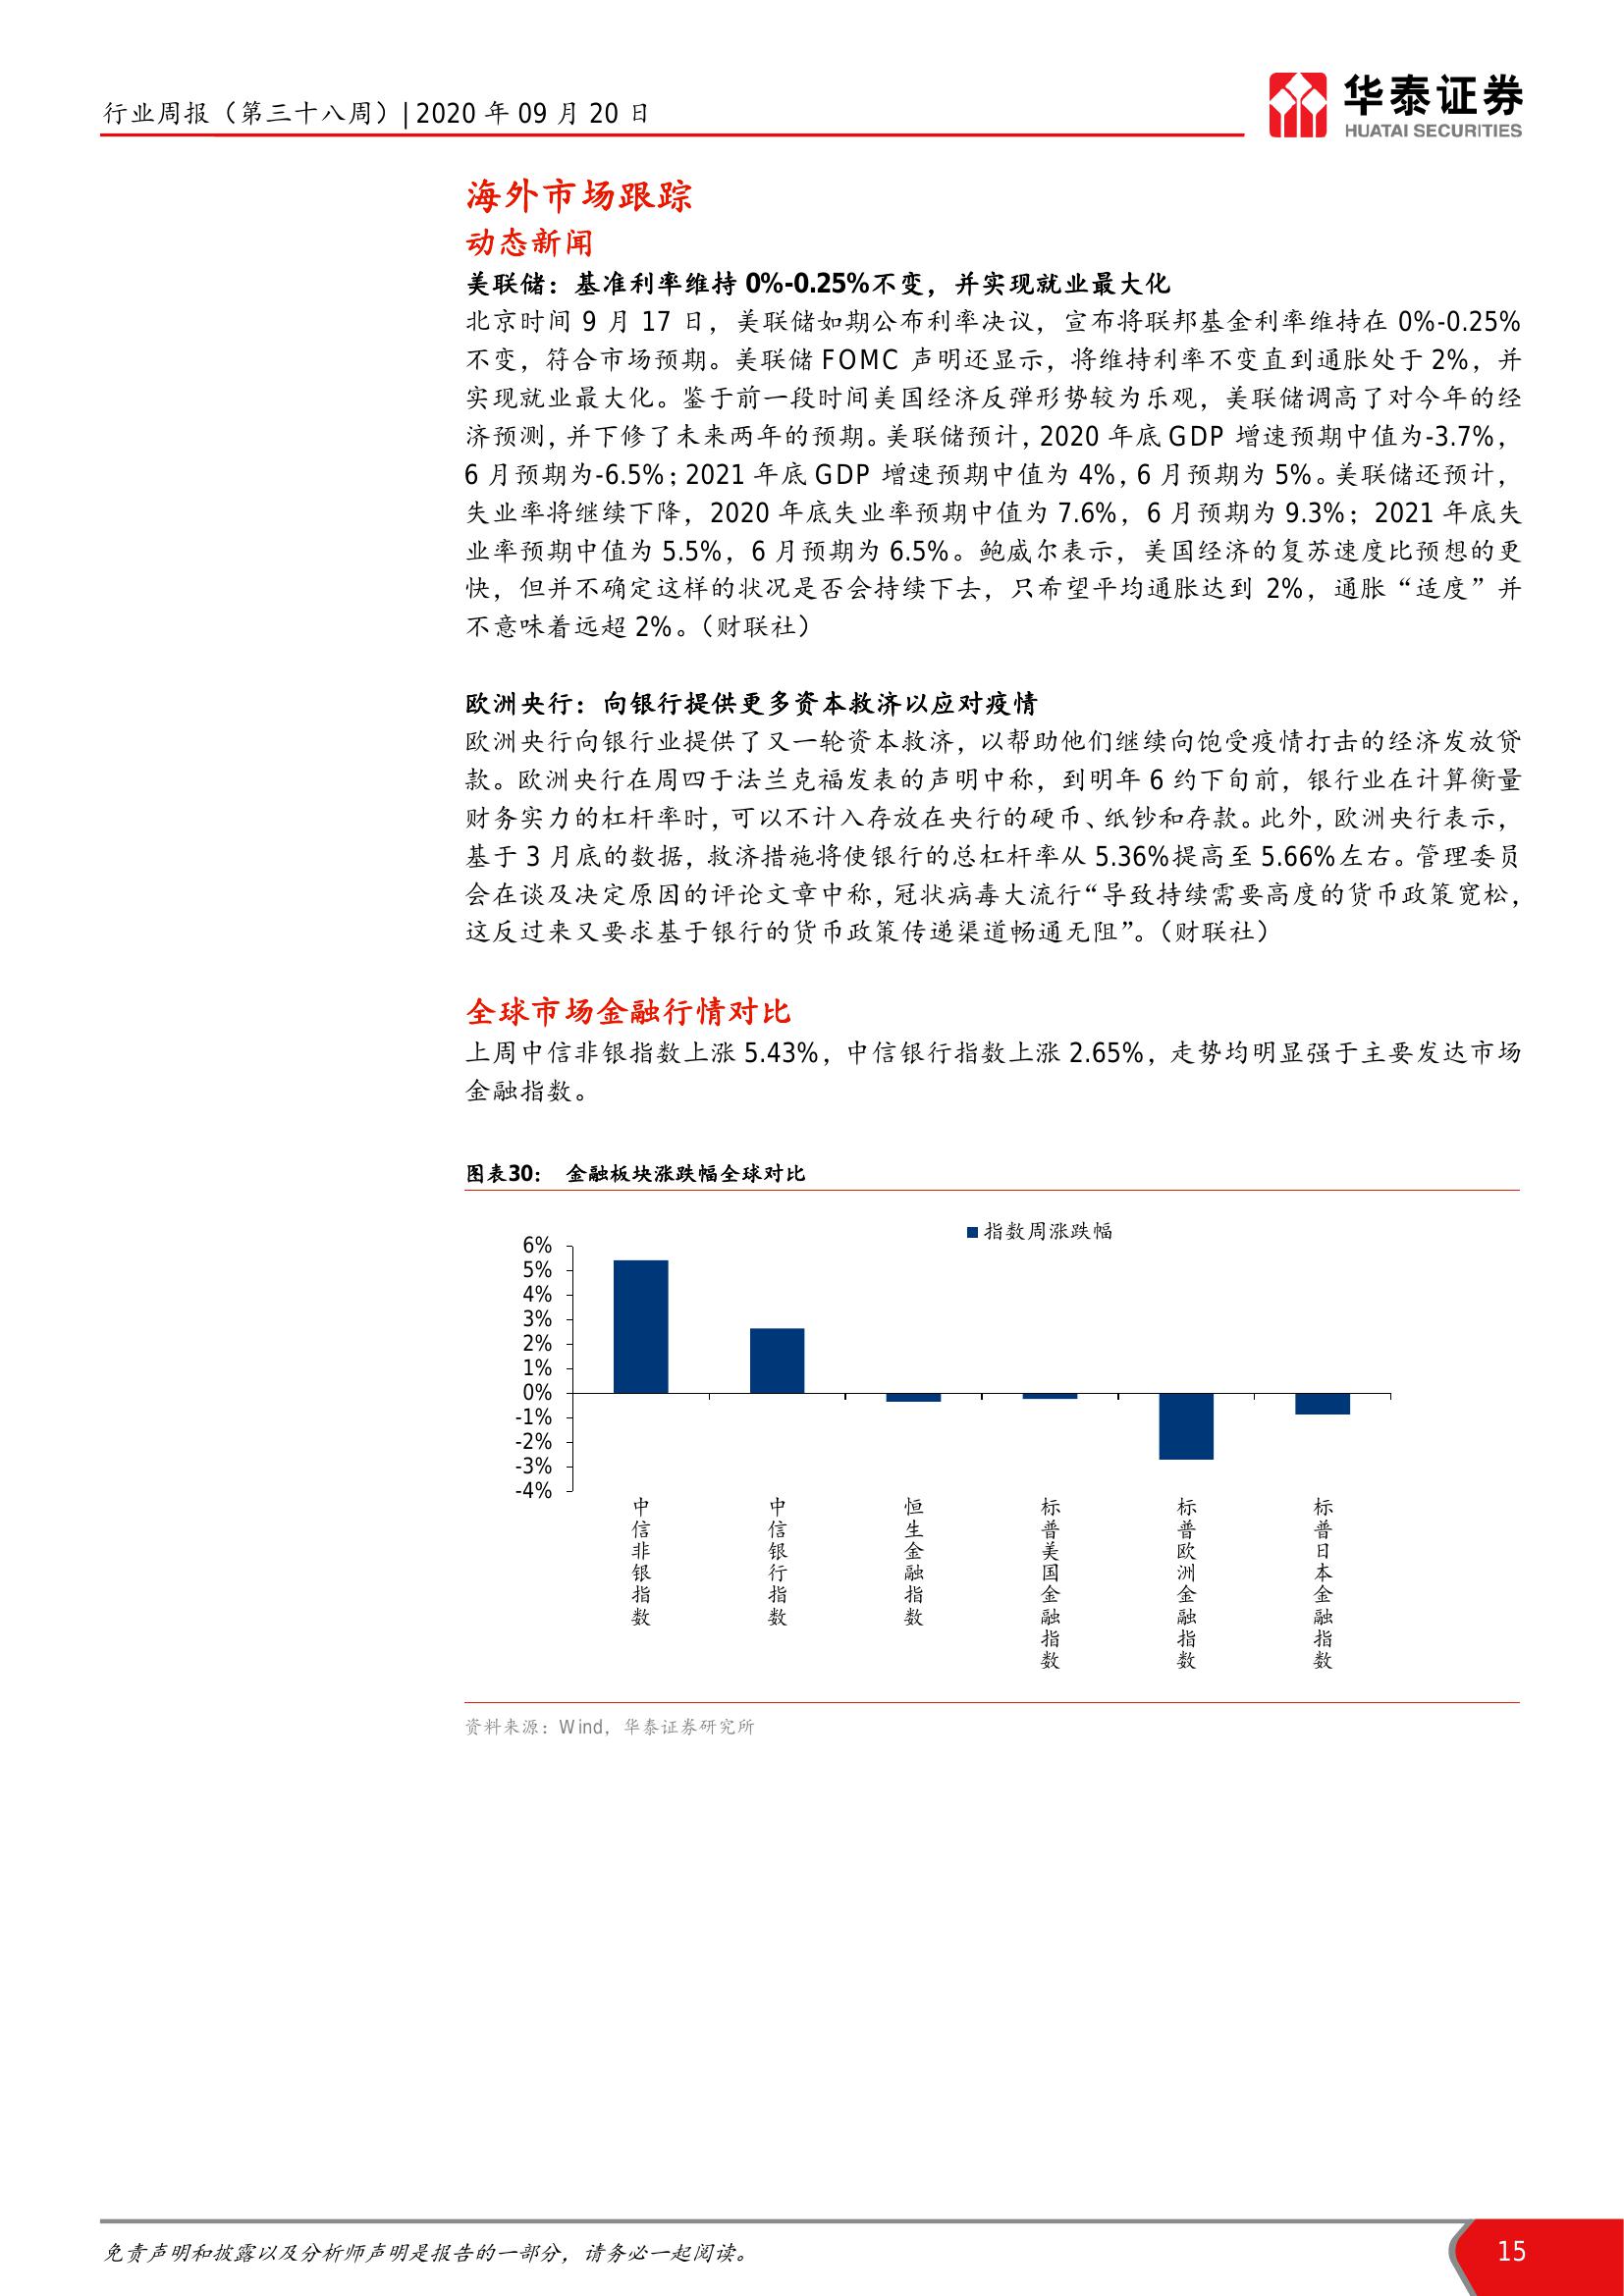 行业周报（第三十八周）| 2020 年 09 月 20 日
华泰证券
HUATAI SECURITIES
海外市场跟踪
动态新闻
美联储：基准利率维持 0%-0.25%不变，并实现就业最大化
北京时间 9 月 17 日，美联储如期公布利率决议，宣布将联邦基金利率维持在 0%-0.25%
不变，符合市场预期。美联储 FOMC 声明还显示，将维持利率不变直到通胀处于 2%，并
实现就业最大化。鉴于前一段时间美国经济反弹形势较为乐观，美联储调高了对今年的经
济预测，并下修了未来两年的预期。美联储预计，2020 年底 GDP 增速预期中值为-3.7%，
6 月预期为-6.5%；2021 年底 GDP 增速预期中值为 4%，6 月预期为 5%。美联储还预计，
失业率将继续下降，2020 年底失业率预期中值为 7.6%，6 月预期为 9.3%；2021 年底失
业率预期中值为 5.5%，6 月预期为 6.5%。鲍威尔表示，美国经济的复苏速度比预想的更
快，但并不确定这样的状况是否会持续下去，只希望平均通胀达到 2%，通胀“适度”并
不意味着远超 2%。（财联社）
欧洲央行：向银行提供更多资本救济以应对疫情
欧洲央行向银行业提供了又一轮资本救济，以帮助他们继续向饱受疫情打击的经济发放贷
款。欧洲央行在周四于法兰克福发表的声明中称，到明年 6 约下旬前，银行业在计算衡量
财务实力的杠杆率时，可以不计入存放在央行的硬币、纸钞和存款。此外，欧洲央行表示，
基于 3 月底的数据，救济措施将使银行的总杠杆率从 5.36%提高至 5.66%左右。管理委员
会在谈及决定原因的评论文章中称，冠状病毒大流行“导致持续需要高度的货币政策宽松，
这反过来又要求基于银行的货币政策传递渠道畅通无阻”。（财联社）
全球市场金融行情对比
上周中信非银指数上涨 5.43%，中信银行指数上涨 2.65%，走势均明显强于主要发达市场
金融指数。
图表30： 金融板块涨跌幅全球对比
指数周涨跌幅
6%
5%
4%
3%
2%
1%
0%
-1%
-2%
-3%
-4%
中信非银指数
中信银行指数
恒生金融指数
标普美国金融指数
标普欧洲金融指数
标普日本金融指数
资料来源：Wind，华泰证券研究所
免责声明和披露以及分析师声明是报告的一部分，请务必一起阅读。
15